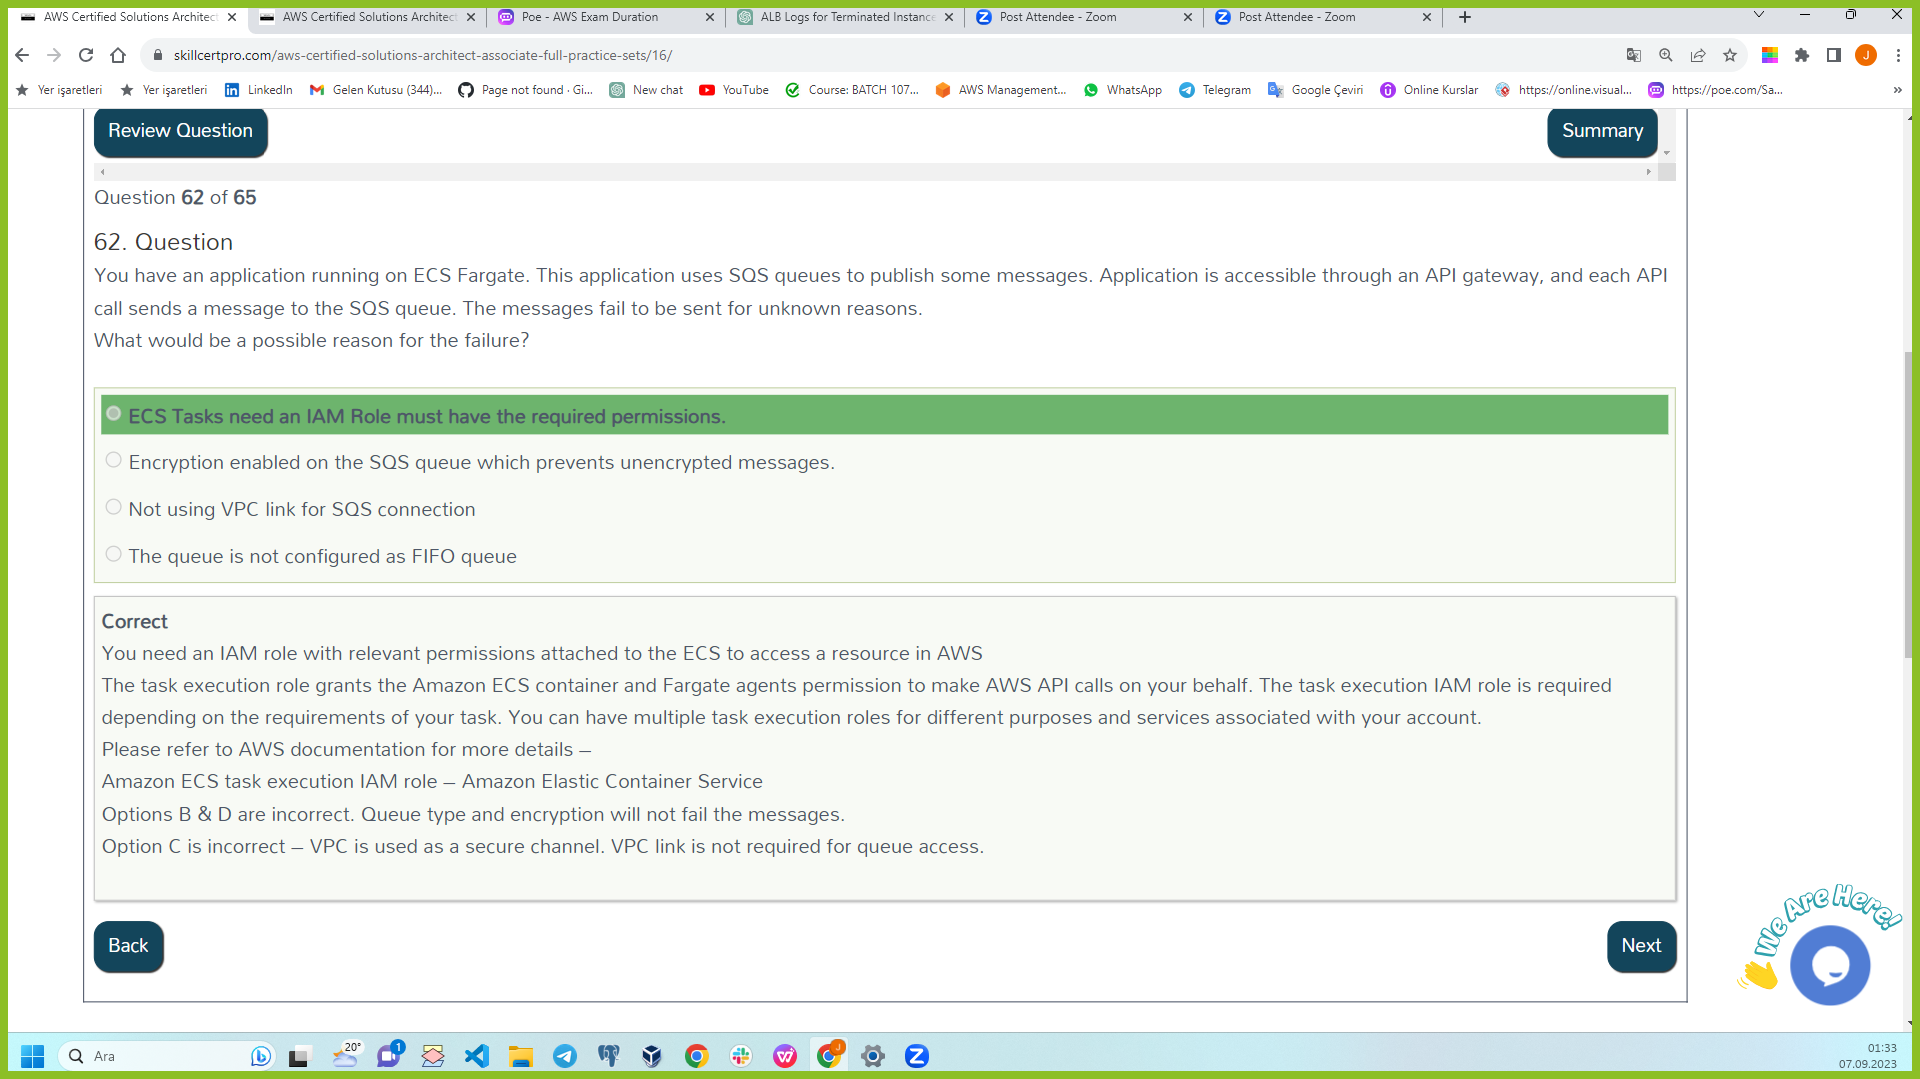 AWS Certified Solutions Architect
AWS Certified Solutions Architect
Poe - AWS Exam Duration
ALB Logs for Terminated Instance
Post Attendee - Zoom
Post Attendee - Zoom
skillcertpro.com/aws-certified-solutions-architect-associate-full-practice-sets/16/
J
Yer işaretleri
Yer işaretleri
LinkedIn
Gelen Kutusu (344)...
Page not found · Gi...
New chat
YouTube
Course: BATCH 107...
AWS Management...
WhatsApp
Telegram
Google Çeviri
Online Kurslar
https://online.visual...
https://poe.com/Sa...
»
Review Question
Summary
Question 62 of 65
62. Question
You have an application running on ECS Fargate. This application uses SQS queues to publish some messages. Application is accessible through an API gateway, and each API
call sends a message to the SQS queue. The messages fail to be sent for unknown reasons.
What would be a possible reason for the failure?
ECS Tasks need an IAM Role must have the required permissions.
Encryption enabled on the SQS queue which prevents unencrypted messages.
Not using VPC link for SQS connection
The queue is not configured as FIFO queue
Correct
You need an IAM role with relevant permissions attached to the ECS to access a resource in AWS
The task execution role grants the Amazon ECS container and Fargate agents permission to make AWS API calls on your behalf. The task execution IAM role is required
depending on the requirements of your task. You can have multiple task execution roles for different purposes and services associated with your account.
Please refer to AWS documentation for more details –
Amazon ECS task execution IAM role – Amazon Elastic Container Service
Options B & D are incorrect. Queue type and encryption will not fail the messages.
Option C is incorrect – VPC is used as a secure channel. VPC link is not required for queue access.
Back
Next
We Are Here!
Ara
20°
1
J
01:33
07.09.2023